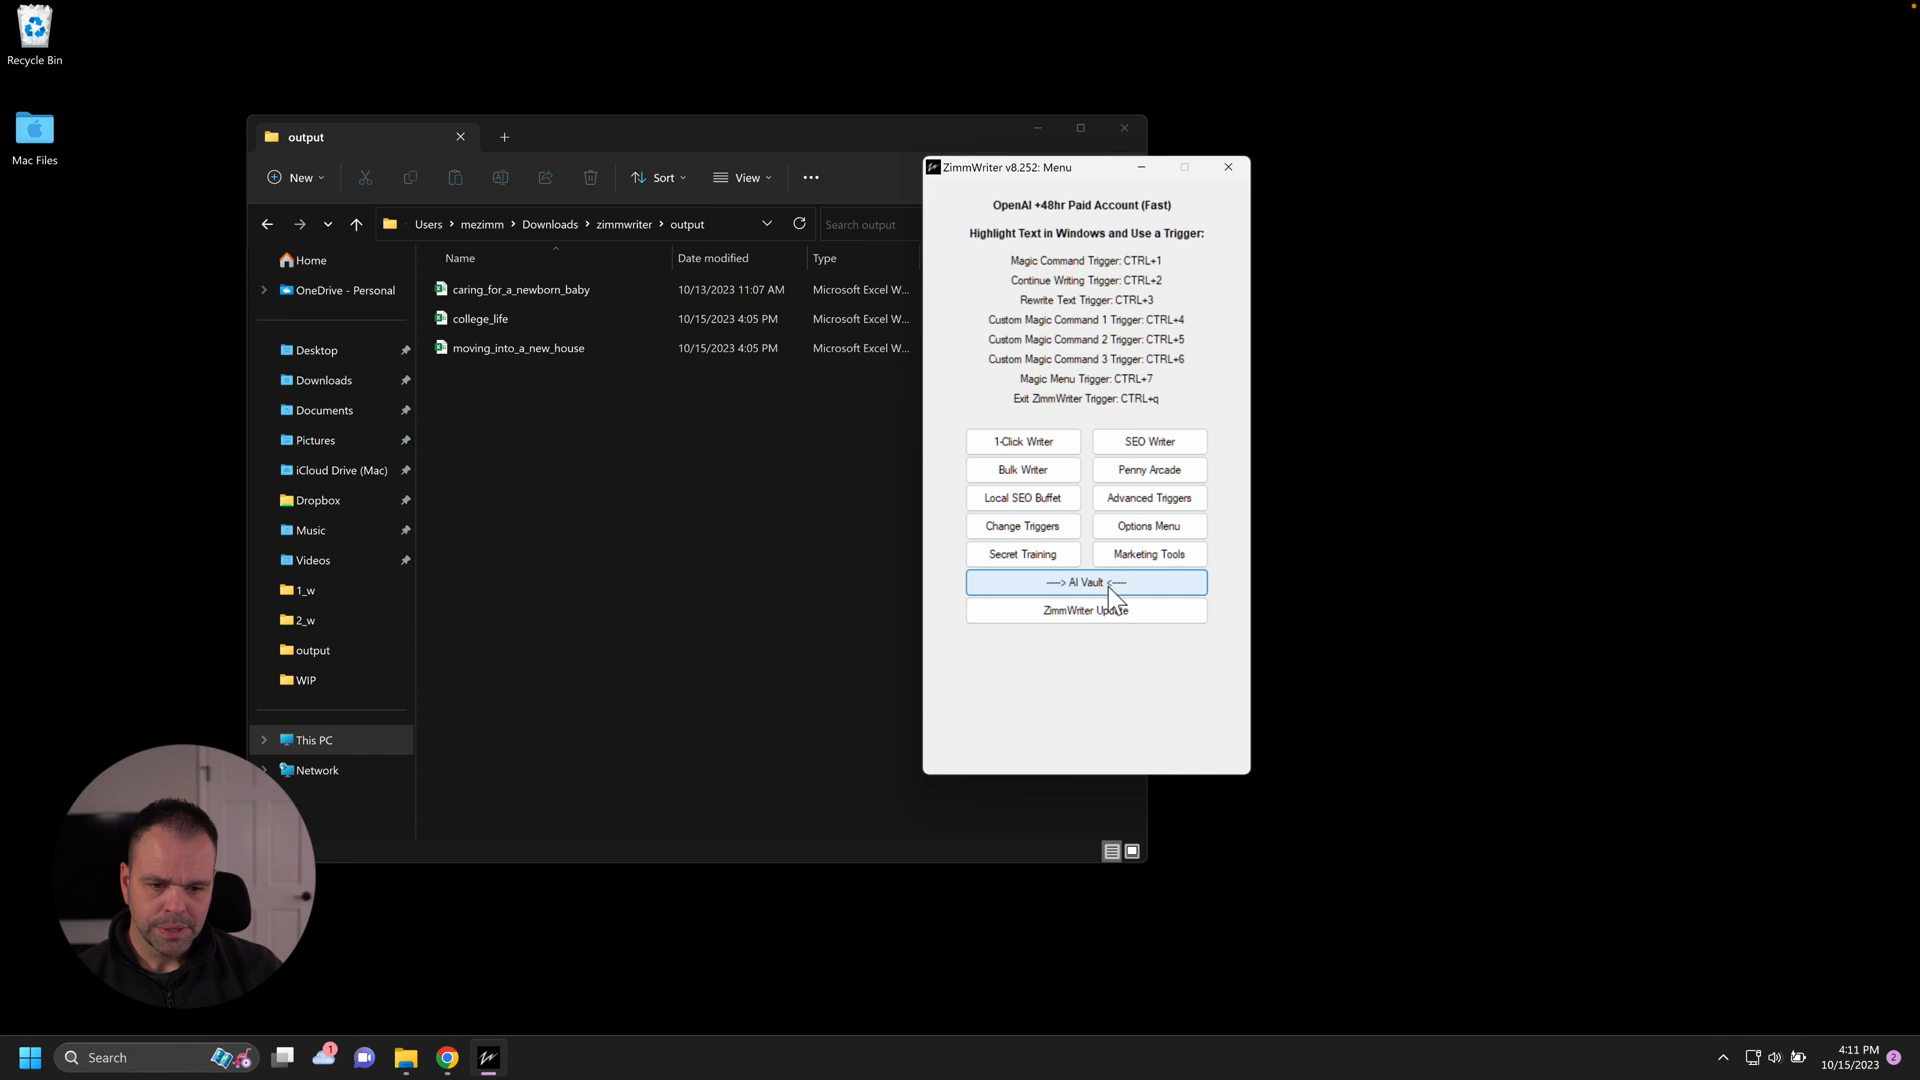 Recycle Bin
Mac Files
output
New
Sort
View
Users > mezimm > Downloads > zimmwriter > output
Search output
Home
OneDrive - Personal
Desktop
Downloads
Documents
Pictures
iCloud Drive (Mac)
Dropbox
Music
Videos
1_w
2_w
output
WIP
This PC
Network
Name Date modified Type
caring_for_a_newborn_baby 10/13/2023 11:07 AM Microsoft Excel W...
college_life 10/15/2023 4:05 PM Microsoft Excel W...
moving_into_a_new_house 10/15/2023 4:05 PM Microsoft Excel W...
ZimmWriter v8.252: Menu
OpenAI +48hr Paid Account (Fast)
Highlight Text in Windows and Use a Trigger:
Magic Command Trigger: CTRL+1
Continue Writing Trigger: CTRL+2
Rewrite Text Trigger: CTRL+3
Custom Magic Command 1 Trigger: CTRL+4
Custom Magic Command 2 Trigger: CTRL+5
Custom Magic Command 3 Trigger: CTRL+6
Magic Menu Trigger: CTRL+7
Exit ZimmWriter Trigger: CTRL+q
1-Click Writer SEO Writer
Bulk Writer Penny Arcade
Local SEO Buffet Advanced Triggers
Change Triggers Options Menu
Secret Training Marketing Tools
-----> AI Vault <-----
ZimmWriter Update
Search
1
4:11 PM
10/15/2023
2